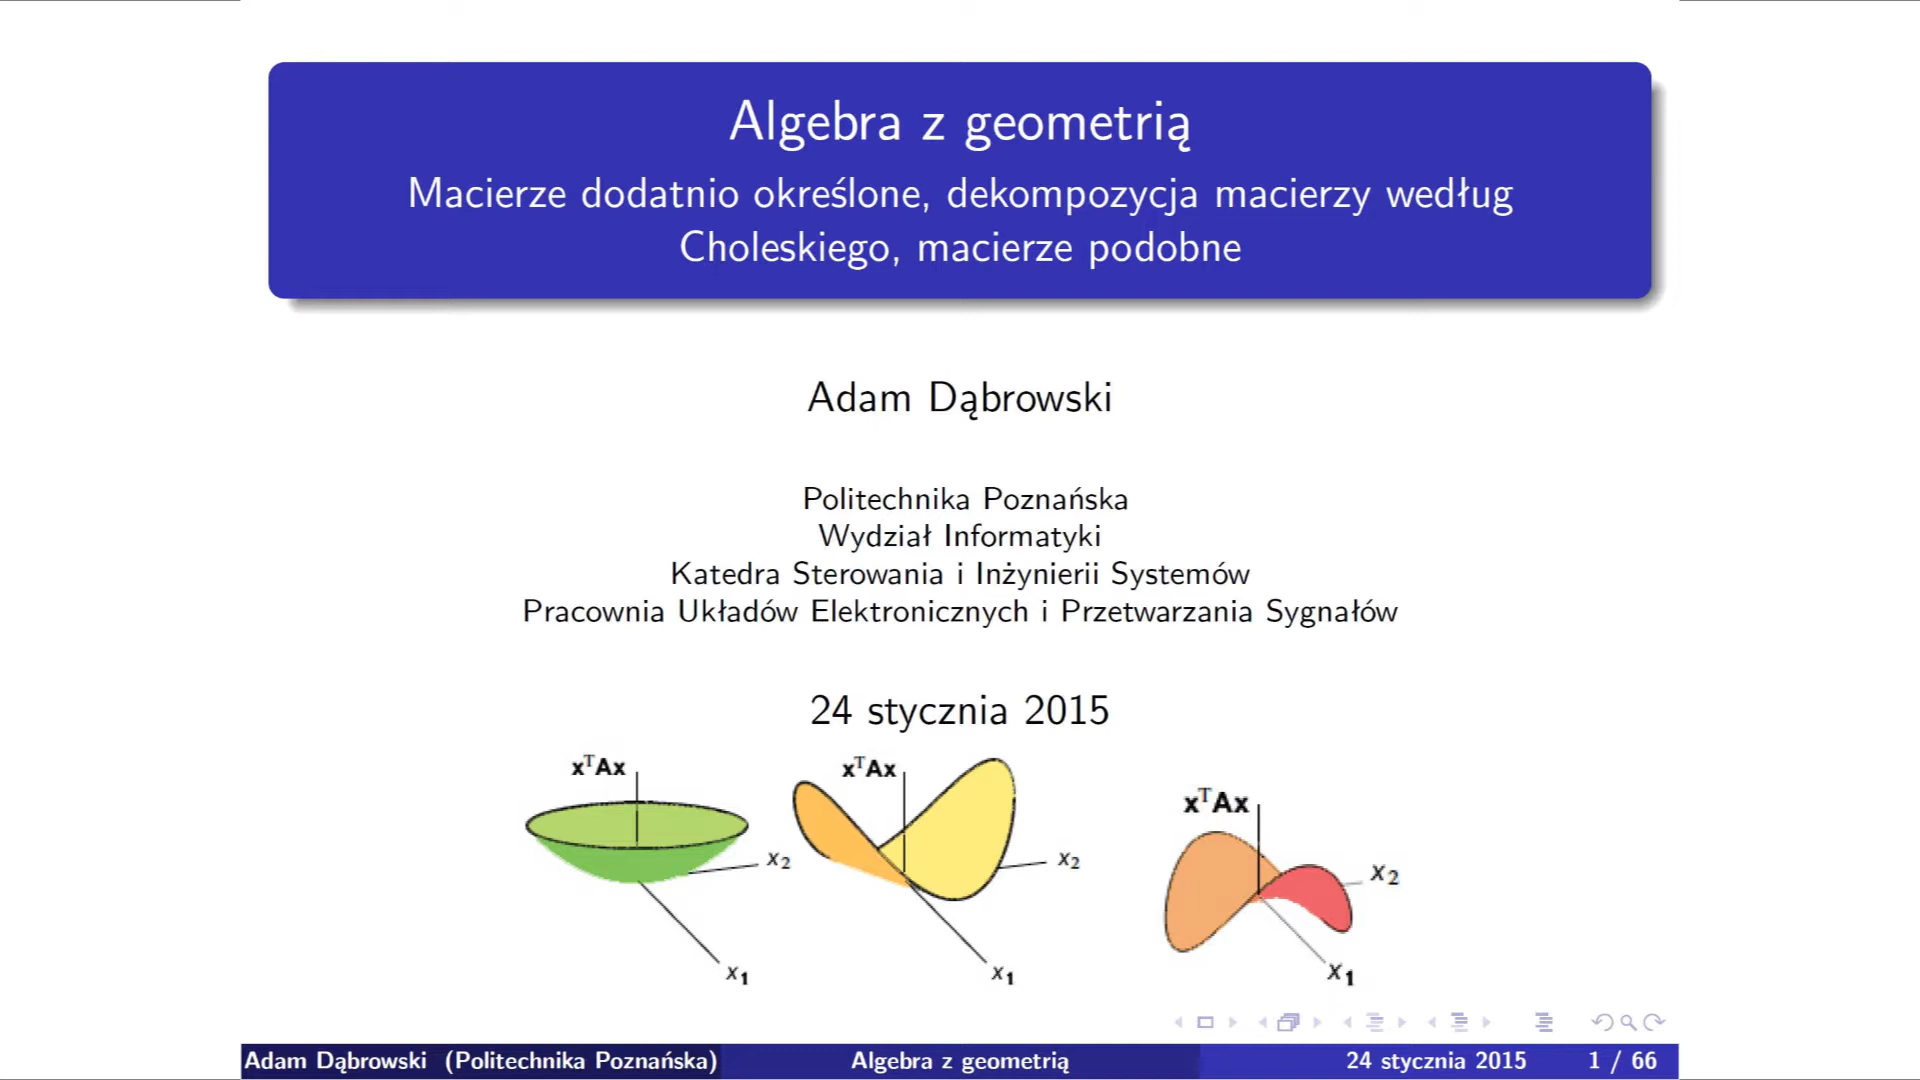 Algebra z geometrią
Macierze dodatnio określone, dekompozycja macierzy według
Choleskiego, macierze podobne
Adam Dąbrowski
Politechnika Poznańska
Wydział Informatyki
Katedra Sterowania i Inżynierii Systemów
Pracownia Układów Elektronicznych i Przetwarzania Sygnałów
24 stycznia 2015
xᵀAx
x₂
x₁
xᵀAx
x₂
x₁
xᵀAx
x₂
x₁
Adam Dąbrowski (Politechnika Poznańska) Algebra z geometrią 24 stycznia 2015 1 / 66